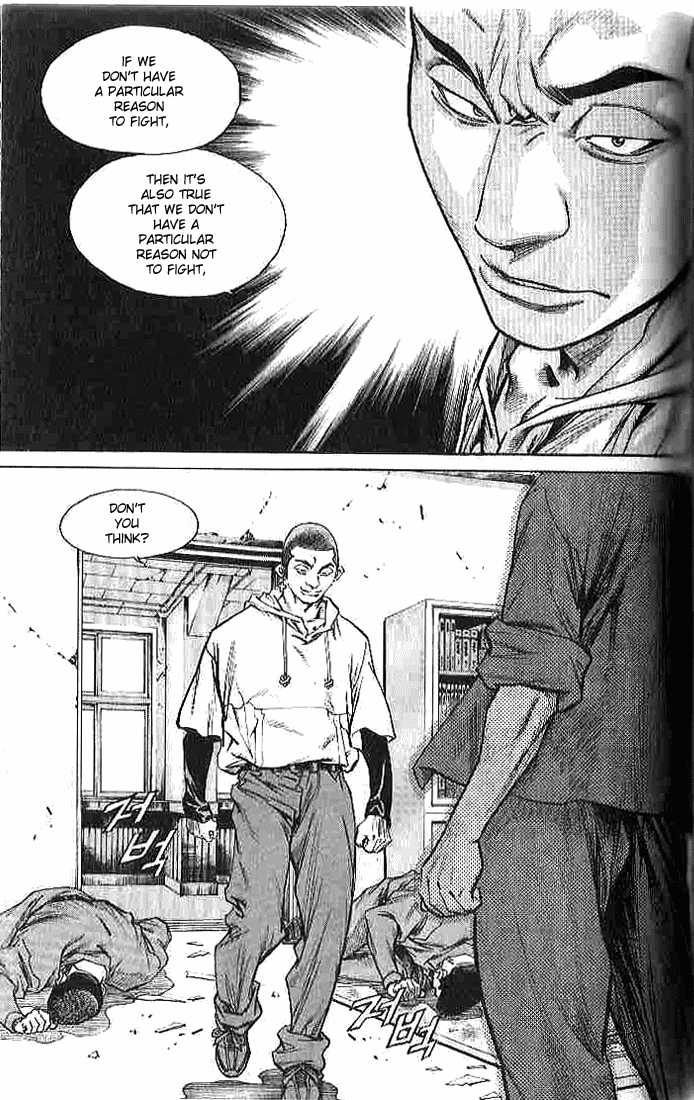 IF WE
DON'T HAVE
A PARTICULAR
REASON
TO FIGHT,
THEN IT'S
ALSO TRUE
THAT WE DON'T
HAVE A
PARTICULAR
REASON NOT
TO FIGHT,
DON'T
YOU
THINK?
저
벅
저
벅